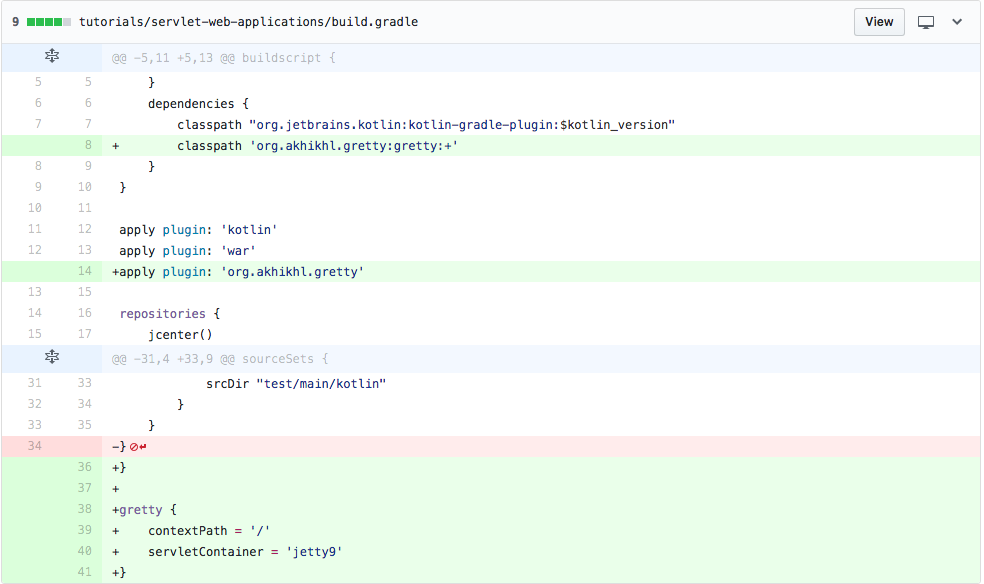 9 tutorials/servlet-web-applications/build.gradle View
@@ -5,11 +5,13 @@ buildscript {
5 5     }
6 6     dependencies {
7 7         classpath "org.jetbrains.kotlin:kotlin-gradle-plugin:$kotlin_version"
8 +        classpath 'org.akhikhl.gretty:gretty:+'
8 9     }
9 10 }
10 11
11 12 apply plugin: 'kotlin'
12 13 apply plugin: 'war'
14 +apply plugin: 'org.akhikhl.gretty'
13 15
14 16 repositories {
15 17     jcenter()
@@ -31,4 +33,9 @@ sourceSets {
31 33             srcDir "test/main/kotlin"
32 34         }
33 35     }
34 -}
36 +}
37 +
38 +gretty {
39 +    contextPath = '/'
40 +    servletContainer = 'jetty9'
41 +}